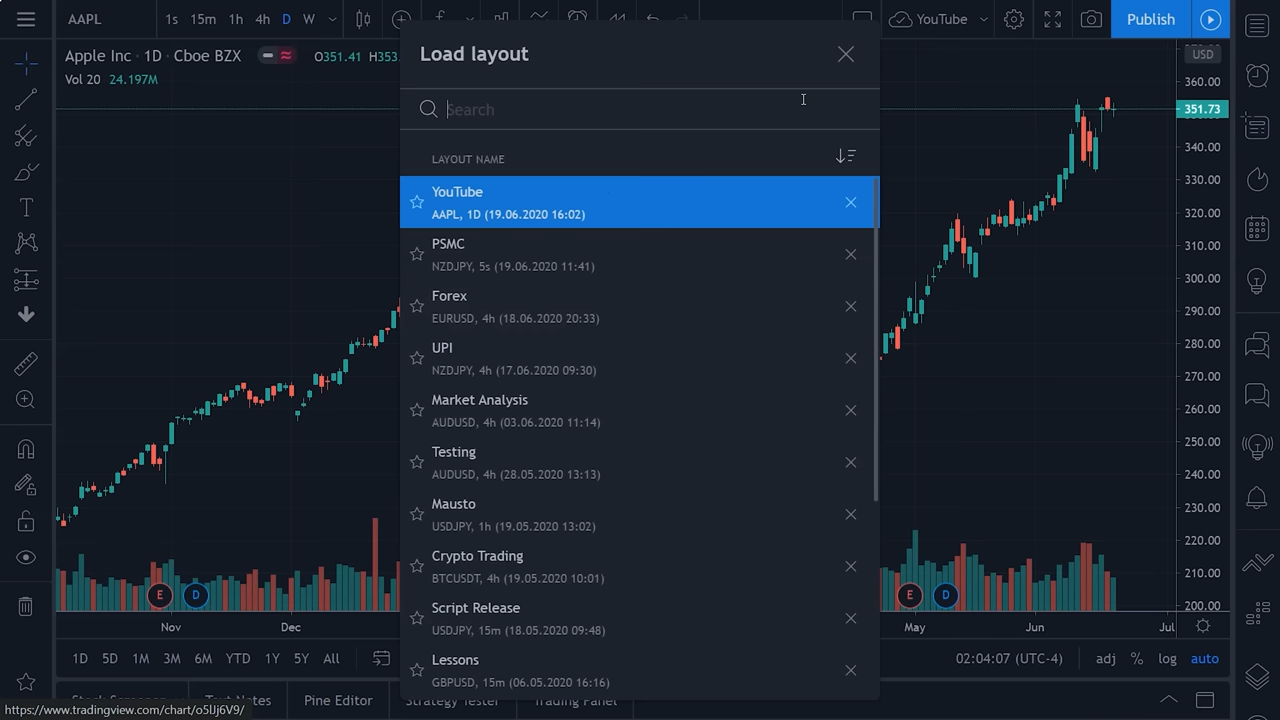 AAPL 1s 15m 1h 4h D W YouTube Publish
Apple Inc · 1D · Cboe BZX O351.41 H353. USD
Vol 20 24.197M
Load layout
Search
LAYOUT NAME
YouTube
AAPL, 1D (19.06.2020 16:02)
PSMC
NZDJPY, 5s (19.06.2020 11:41)
Forex
EURUSD, 4h (18.06.2020 20:33)
UPI
NZDJPY, 4h (17.06.2020 09:30)
Market Analysis
AUDUSD, 4h (03.06.2020 11:14)
Testing
AUDUSD, 4h (28.05.2020 13:13)
Mausto
USDJPY, 1h (19.05.2020 13:02)
Crypto Trading
BTCUSDT, 4h (19.05.2020 10:01)
Script Release
USDJPY, 15m (18.05.2020 09:48)
Lessons
GBPUSD, 15m (06.05.2020 16:16)
360.00
351.73
340.00
330.00
320.00
310.00
300.00
290.00
280.00
270.00
260.00
250.00
240.00
230.00
220.00
210.00
200.00
E D E D
Nov Dec May Jun Jul
1D 5D 1M 3M 6M YTD 1Y 5Y All 02:04:07 (UTC-4) adj % log auto
Pine Editor Strategy Tester Trading Panel
https://www.tradingview.com/chart/o5lJj6V9/